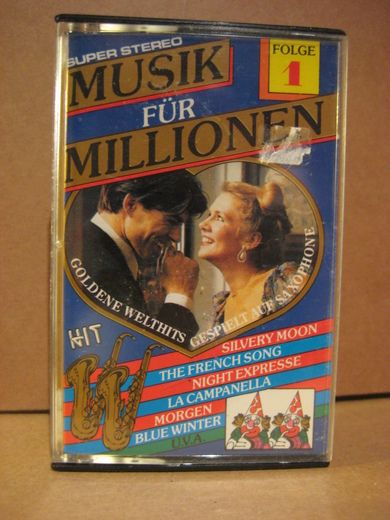 SUPER STEREO
FOLGE
1
MUSIK
FÜR
MILLIONEN
GOLDENE WELTHITS GESPIELT AUF SAXOPHONE
HIT
SILVERY MOON
THE FRENCH SONG
NIGHT EXPRESSE
LA CAMPANELLA
MORGEN
BLUE WINTER
U.V.A.